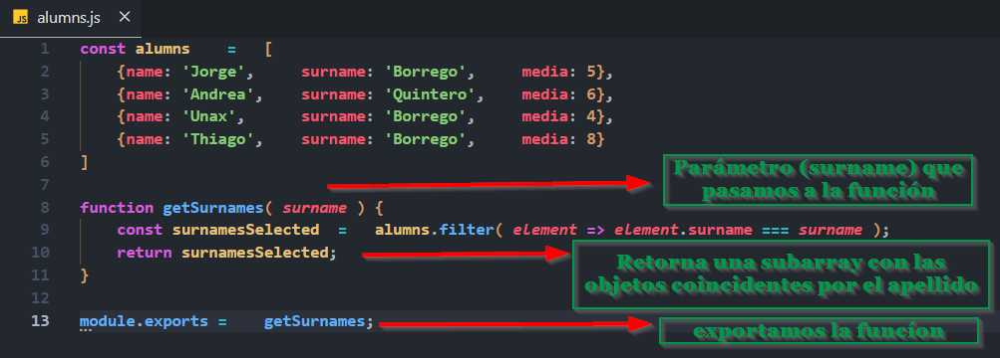 JS alumns.js ×
1 const alumns = [
2 {name: 'Jorge', surname: 'Borrego', media: 5},
3 {name: 'Andrea', surname: 'Quintero', media: 6},
4 {name: 'Unax', surname: 'Borrego', media: 4},
5 {name: 'Thiago', surname: 'Borrego', media: 8}
6 ]
Parámetro (surname) que
pasamos a la función
7
8 function getSurnames( surname ) {
9 const surnamesSelected = alumns.filter( element => element.surname === surname );
10 return surnamesSelected;
Retorna una subarray con las
objetos coincidentes por el apellido
11 }
12
13 module.exports = getSurnames;
exportamos la funcíon